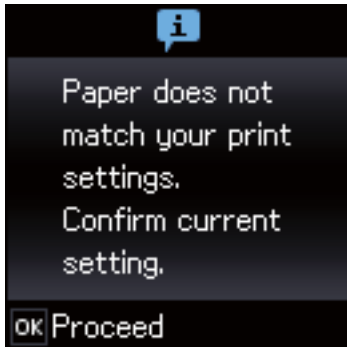 i
Paper does not
match your print
settings.
Confirm current
setting.
OK Proceed